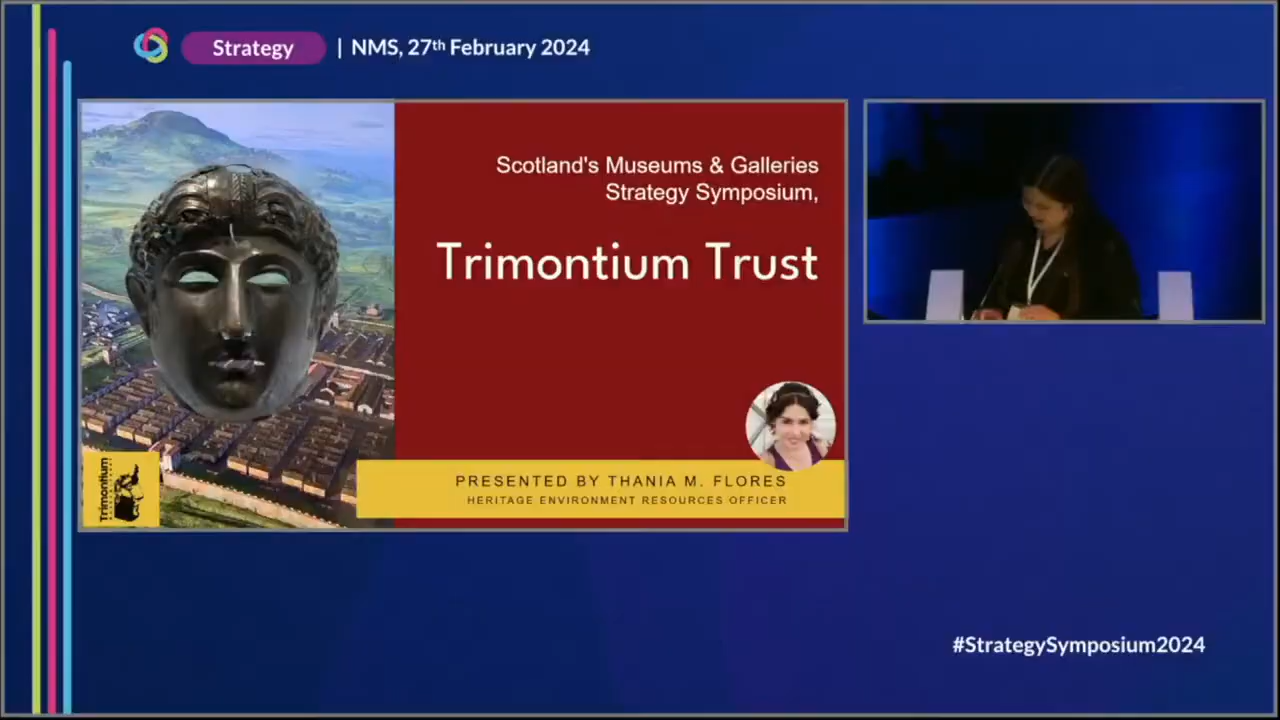 Strategy | NMS, 27th February 2024
Scotland's Museums & Galleries
Strategy Symposium,
Trimontium Trust
PRESENTED BY THANIA M. FLORES
HERITAGE ENVIRONMENT RESOURCES OFFICER
Trimontium
#StrategySymposium2024